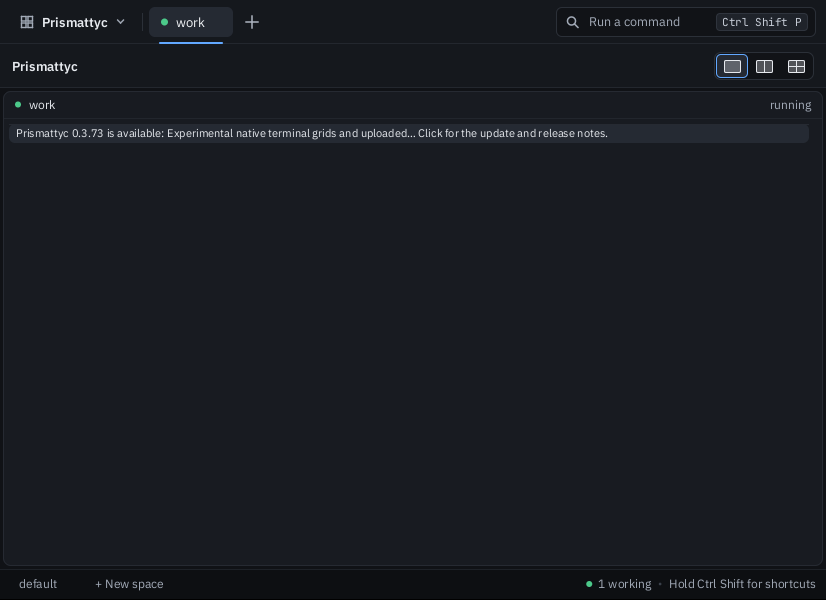 Prismattyc
work
Run a command
Ctrl Shift P
Prismattyc
work
running
Prismattyc 0.3.73 is available: Experimental native terminal grids and uploaded... Click for the update and release notes.
default
+ New space
1 working • Hold Ctrl Shift for shortcuts